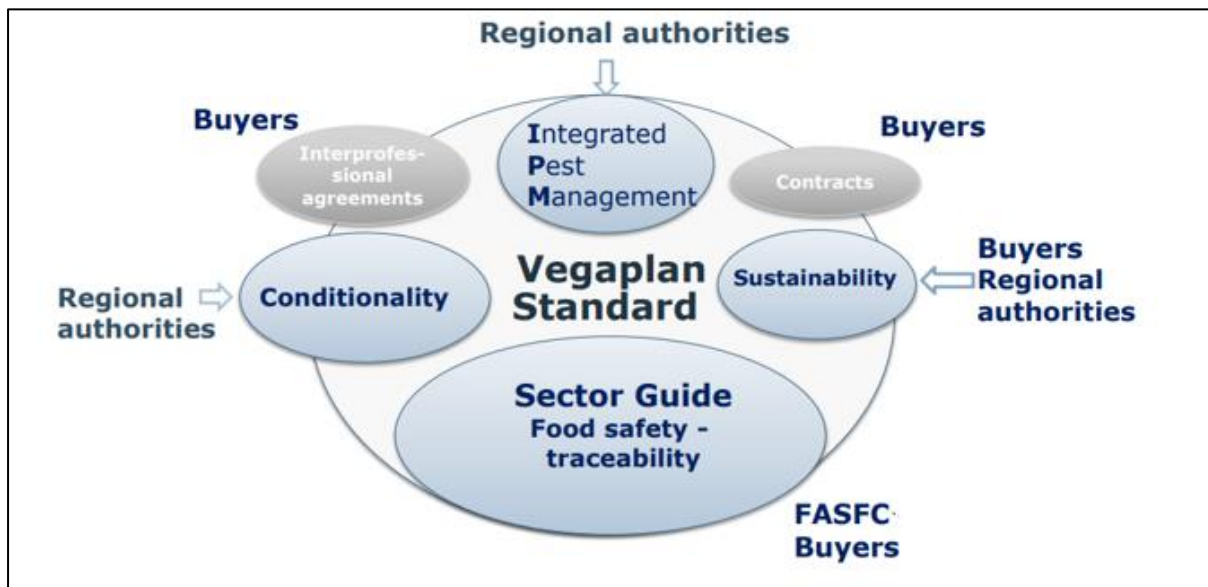 Regional authorities
Buyers
Interprofes-
sional
agreements
Integrated
Pest
Management
Buyers
Contracts
Regional
authorities
Conditionality
Vegaplan
Standard
Sustainability
Buyers
Regional
authorities
Sector Guide
Food safety -
traceability
FASFC
Buyers